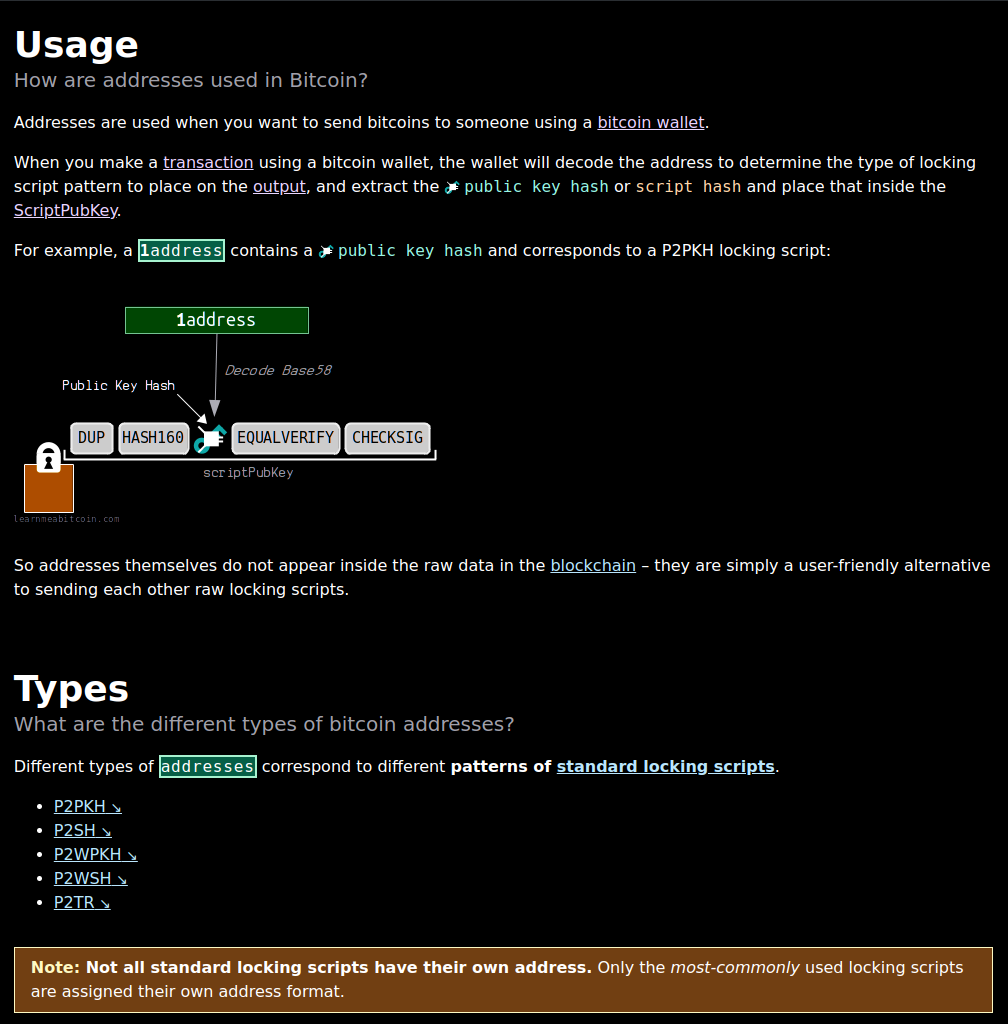 Usage
How are addresses used in Bitcoin?
Addresses are used when you want to send bitcoins to someone using a bitcoin wallet.
When you make a transaction using a bitcoin wallet, the wallet will decode the address to determine the type of locking
script pattern to place on the output, and extract the public key hash or script hash and place that inside the
ScriptPubKey.
For example, a 1address contains a public key hash and corresponds to a P2PKH locking script:
1address
Decode Base58
Public Key Hash
DUP HASH160 EQUALVERIFY CHECKSIG
scriptPubKey
learnmeabitcoin.com
So addresses themselves do not appear inside the raw data in the blockchain – they are simply a user-friendly alternative
to sending each other raw locking scripts.
Types
What are the different types of bitcoin addresses?
Different types of addresses correspond to different patterns of standard locking scripts.
• P2PKH ↘
• P2SH ↘
• P2WPKH ↘
• P2WSH ↘
• P2TR ↘
Note: Not all standard locking scripts have their own address. Only the most-commonly used locking scripts
are assigned their own address format.